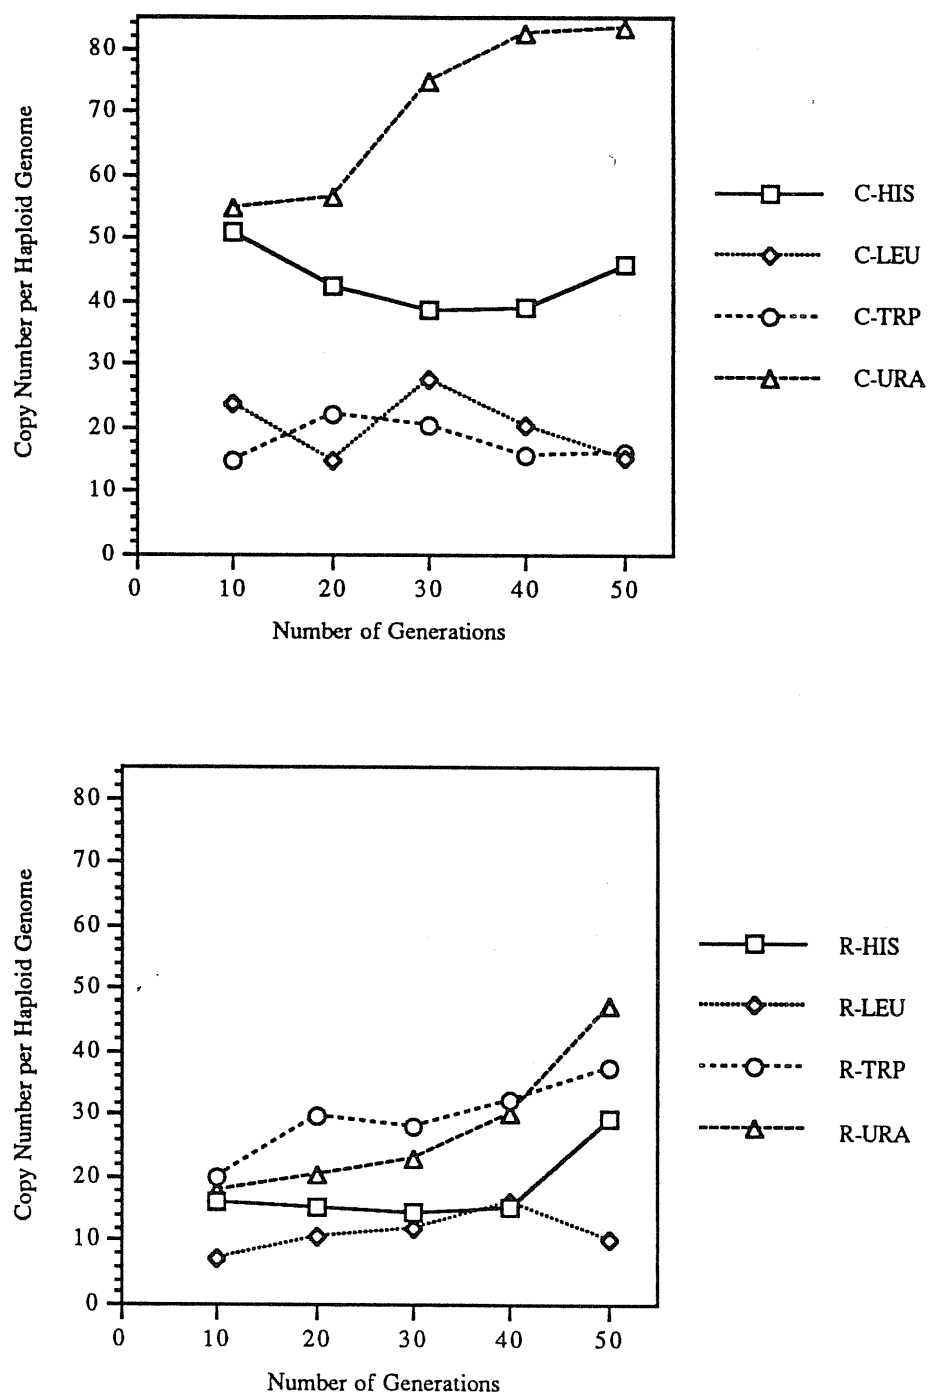 Copy Number per Haploid Genome
80
70
60
50
40
30
20
10
0
0 10 20 30 40 50
Number of Generations
C-HIS
C-LEU
C-TRP
C-URA
Copy Number per Haploid Genome
80
70
60
50
40
30
20
10
0
0 10 20 30 40 50
Number of Generations
R-HIS
R-LEU
R-TRP
R-URA